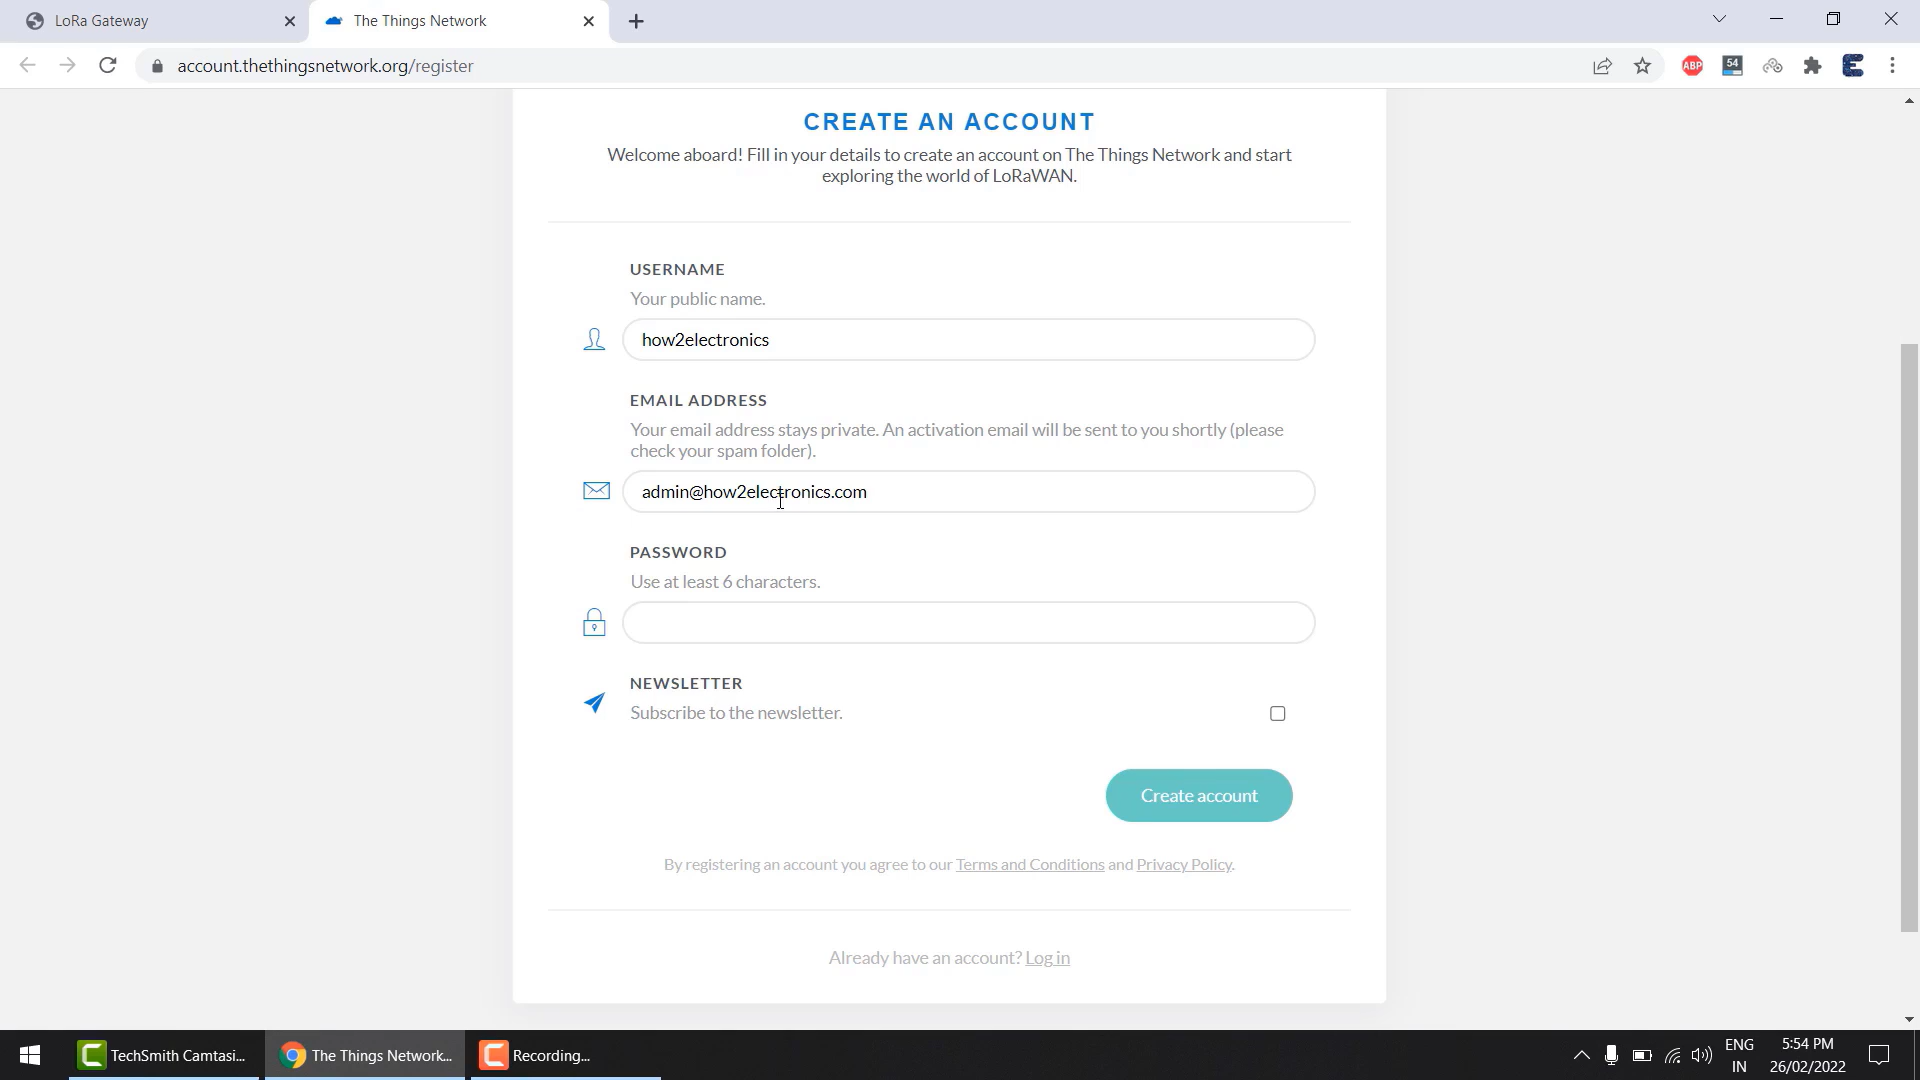 LoRa Gateway
The Things Network
account.thethingsnetwork.org/register
ABP
54
CREATE AN ACCOUNT
Welcome aboard! Fill in your details to create an account on The Things Network and start
exploring the world of LoRaWAN.
USERNAME
Your public name.
how2electronics
EMAIL ADDRESS
Your email address stays private. An activation email will be sent to you shortly (please
check your spam folder).
admin@how2electronics.com
PASSWORD
Use at least 6 characters.
NEWSLETTER
Subscribe to the newsletter.
Create account
By registering an account you agree to our Terms and Conditions and Privacy Policy.
Already have an account? Log in
TechSmith Camtasi...
The Things Network...
Recording...
ENG
IN
5:54 PM
26/02/2022